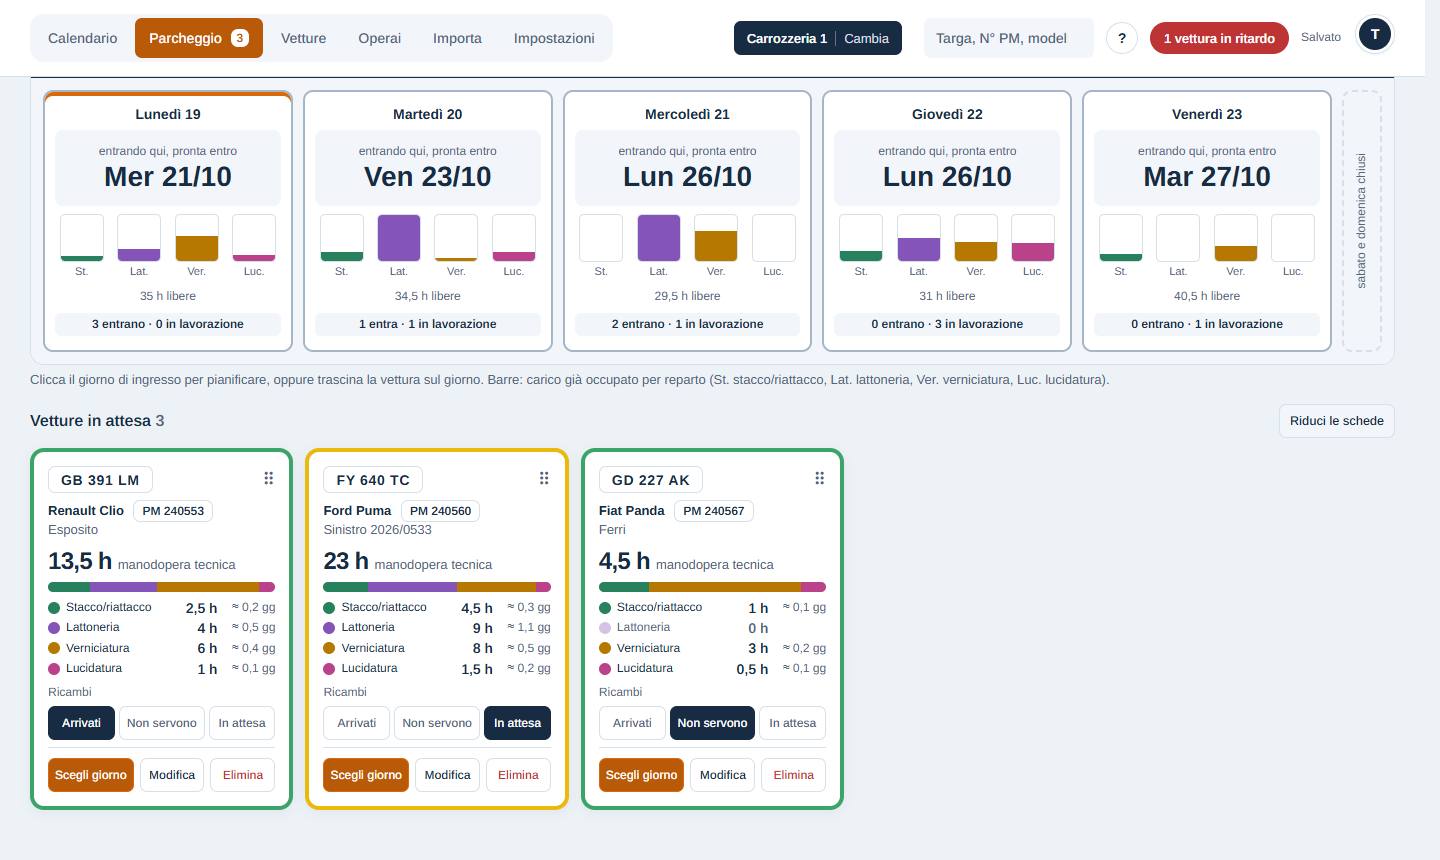 Calendario Parcheggio 3 Vetture Operai Importa Impostazioni Carrozzeria 1 Cambia Targa, N° PM, model ? 1 vettura in ritardo Salvato T
Lunedì 19
entrando qui, pronta entro
Mer 21/10
St. Lat. Ver. Luc.
35 h libere
3 entrano · 0 in lavorazione
Martedì 20
entrando qui, pronta entro
Ven 23/10
St. Lat. Ver. Luc.
34,5 h libere
1 entra · 1 in lavorazione
Mercoledì 21
entrando qui, pronta entro
Lun 26/10
St. Lat. Ver. Luc.
29,5 h libere
2 entrano · 1 in lavorazione
Giovedì 22
entrando qui, pronta entro
Lun 26/10
St. Lat. Ver. Luc.
31 h libere
0 entrano · 3 in lavorazione
Venerdì 23
entrando qui, pronta entro
Mar 27/10
St. Lat. Ver. Luc.
40,5 h libere
0 entrano · 1 in lavorazione
sabato e domenica chiusi
Clicca il giorno di ingresso per pianificare, oppure trascina la vettura sul giorno. Barre: carico già occupato per reparto (St. stacco/riattacco, Lat. lattoneria, Ver. verniciatura, Luc. lucidatura).
Vetture in attesa 3 Riduci le schede
GB 391 LM
Renault Clio PM 240553
Esposito
13,5 h manodopera tecnica
Stacco/riattacco 2,5 h ≈ 0,2 gg
Lattoneria 4 h ≈ 0,5 gg
Verniciatura 6 h ≈ 0,4 gg
Lucidatura 1 h ≈ 0,1 gg
Ricambi
Arrivati Non servono In attesa
Scegli giorno Modifica Elimina
FY 640 TC
Ford Puma PM 240560
Sinistro 2026/0533
23 h manodopera tecnica
Stacco/riattacco 4,5 h ≈ 0,3 gg
Lattoneria 9 h ≈ 1,1 gg
Verniciatura 8 h ≈ 0,5 gg
Lucidatura 1,5 h ≈ 0,2 gg
Ricambi
Arrivati Non servono In attesa
Scegli giorno Modifica Elimina
GD 227 AK
Fiat Panda PM 240567
Ferri
4,5 h manodopera tecnica
Stacco/riattacco 1 h ≈ 0,1 gg
Lattoneria 0 h
Verniciatura 3 h ≈ 0,2 gg
Lucidatura 0,5 h ≈ 0,1 gg
Ricambi
Arrivati Non servono In attesa
Scegli giorno Modifica Elimina